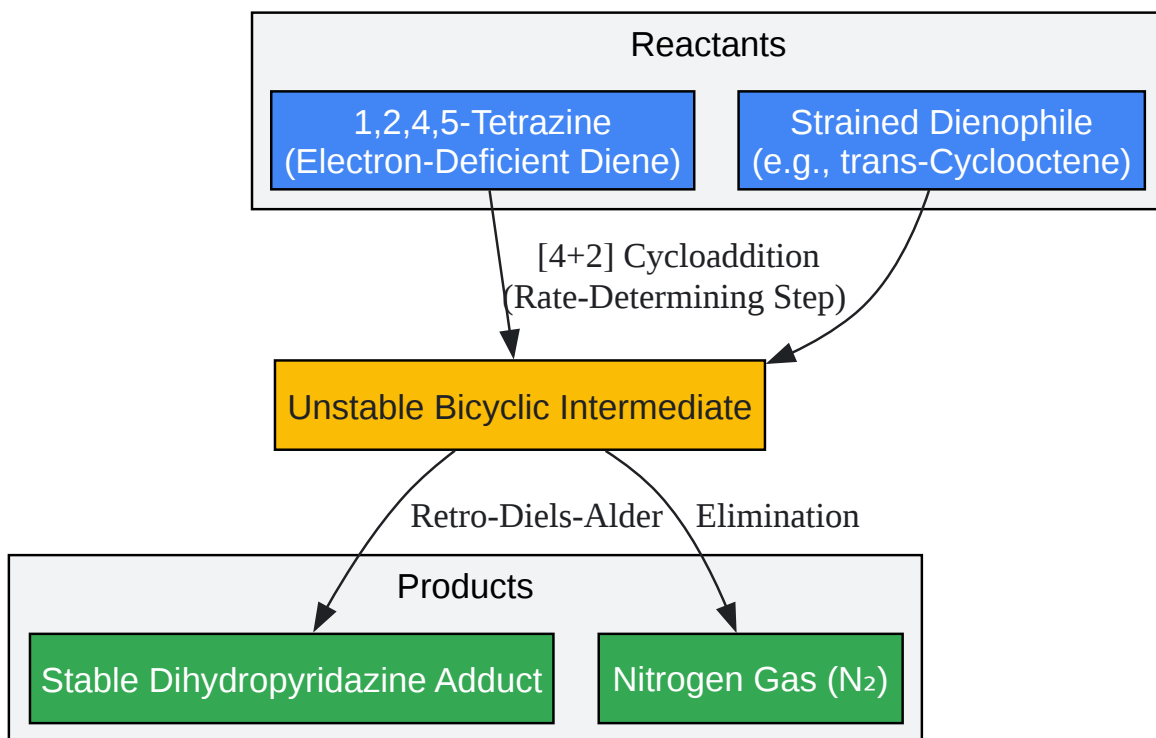 Reactants
1,2,4,5-Tetrazine
(Electron-Deficient Diene)
Strained Dienophile
(e.g., trans-Cyclooctene)
[4+2] Cycloaddition
(Rate-Determining Step)
Unstable Bicyclic Intermediate
Retro-Diels-Alder
Elimination
Products
Stable Dihydropyridazine Adduct
Nitrogen Gas (N₂)